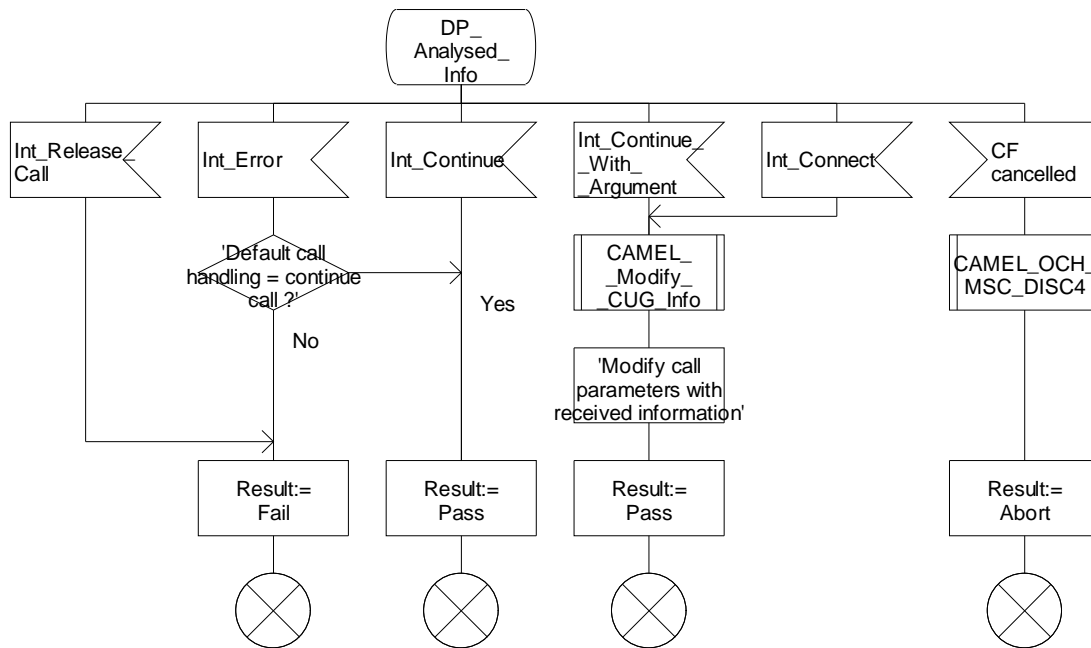 DP_
Analysed_
Info
Int_Release_
Call
Int_Error
Int_Continue
Int_Continue_
_With_
_Argument
Int_Connect
CF
cancelled
'Default call
handling = continue
call ?'
Yes
No
CAMEL_
_Modify_
_CUG_Info
CAMEL_OCH_
MSC_DISC4
'Modify call
parameters with
received information'
Result:=
Fail
Result:=
Pass
Result:=
Pass
Result:=
Abort